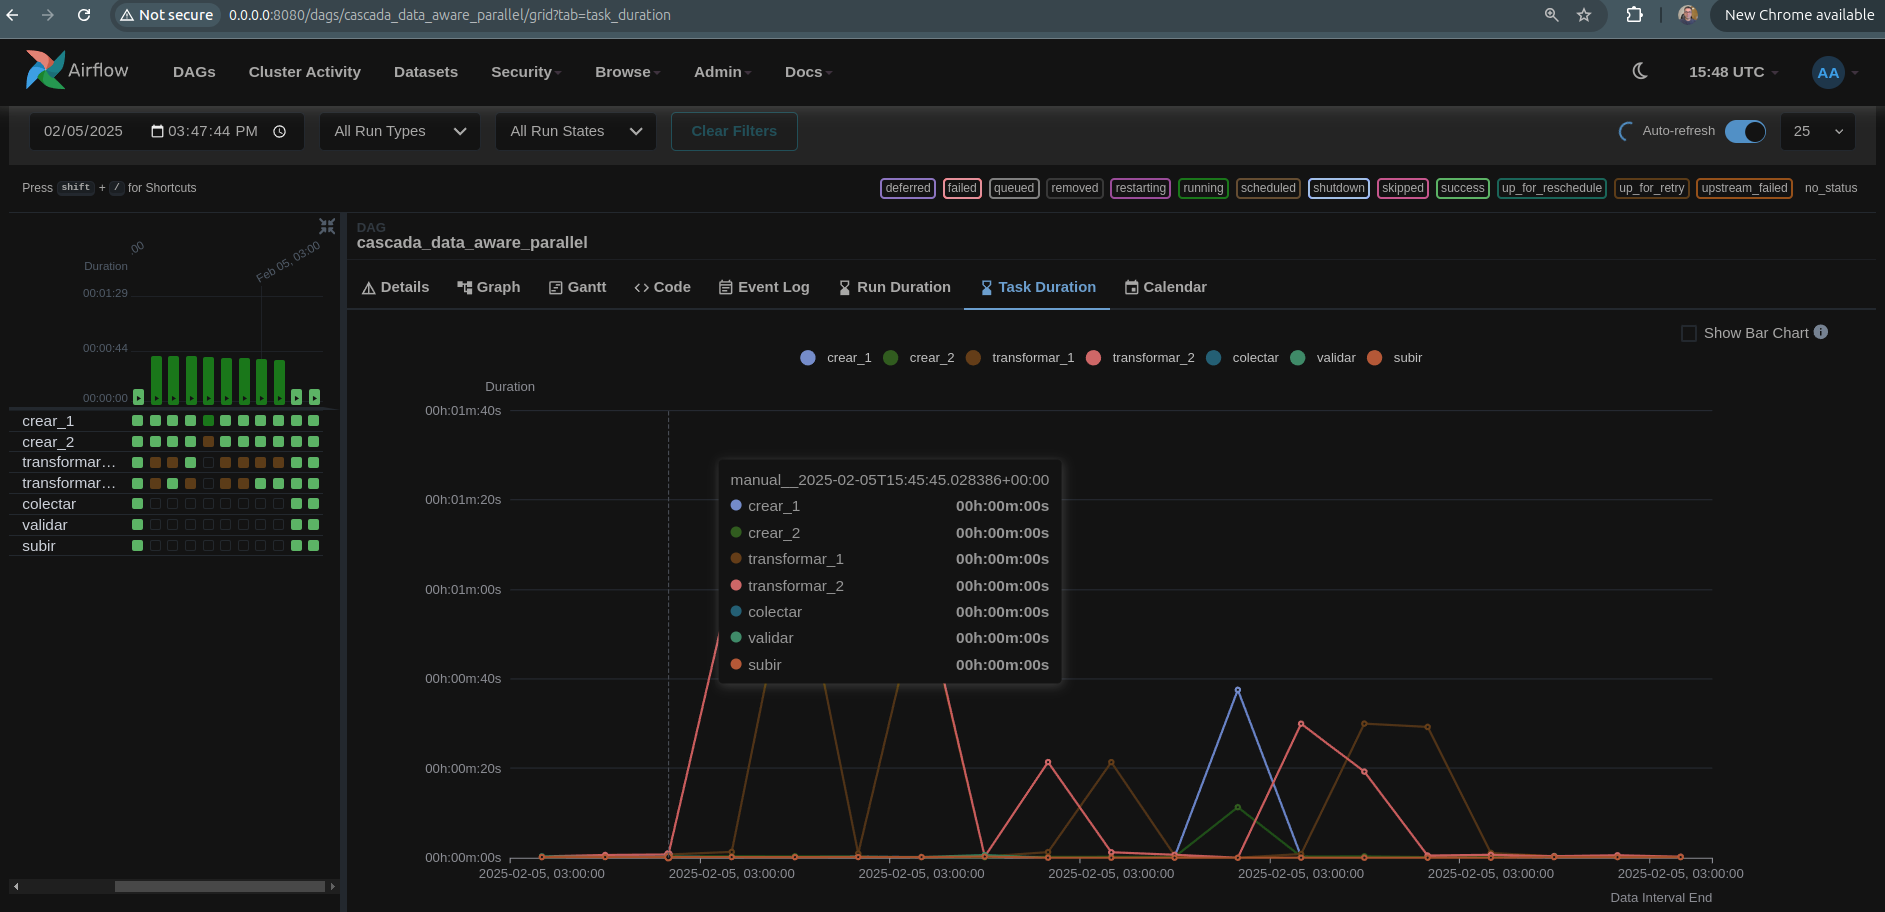 Not secure 0.0.0.0:8080/dags/cascada_data_aware_parallel/grid?tab=task_duration New Chrome available
Airflow DAGs Cluster Activity Datasets Security Browse Admin Docs 15:48 UTC AA
02/05/2025 03:47:44 PM All Run Types All Run States Clear Filters Auto-refresh 25
Press shift + / for Shortcuts deferred failed queued removed restarting running scheduled shutdown skipped success up_for_reschedule up_for_retry upstream_failed no_status
:00
Feb 05, 03:00
Duration
00:01:29
00:00:44
00:00:00
crear_1
crear_2
transformar...
transformar...
colectar
validar
subir
DAG
cascada_data_aware_parallel
Details Graph Gantt Code Event Log Run Duration Task Duration Calendar
Show Bar Chart
crear_1 crear_2 transformar_1 transformar_2 colectar validar subir
Duration
00h:01m:40s
00h:01m:20s
00h:01m:00s
00h:00m:40s
00h:00m:20s
00h:00m:00s
manual__2025-02-05T15:45:45.028386+00:00
crear_1 00h:00m:00s
crear_2 00h:00m:00s
transformar_1 00h:00m:00s
transformar_2 00h:00m:00s
colectar 00h:00m:00s
validar 00h:00m:00s
subir 00h:00m:00s
2025-02-05, 03:00:00 2025-02-05, 03:00:00 2025-02-05, 03:00:00 2025-02-05, 03:00:00 2025-02-05, 03:00:00 2025-02-05, 03:00:00 2025-02-05, 03:00:00
Data Interval End